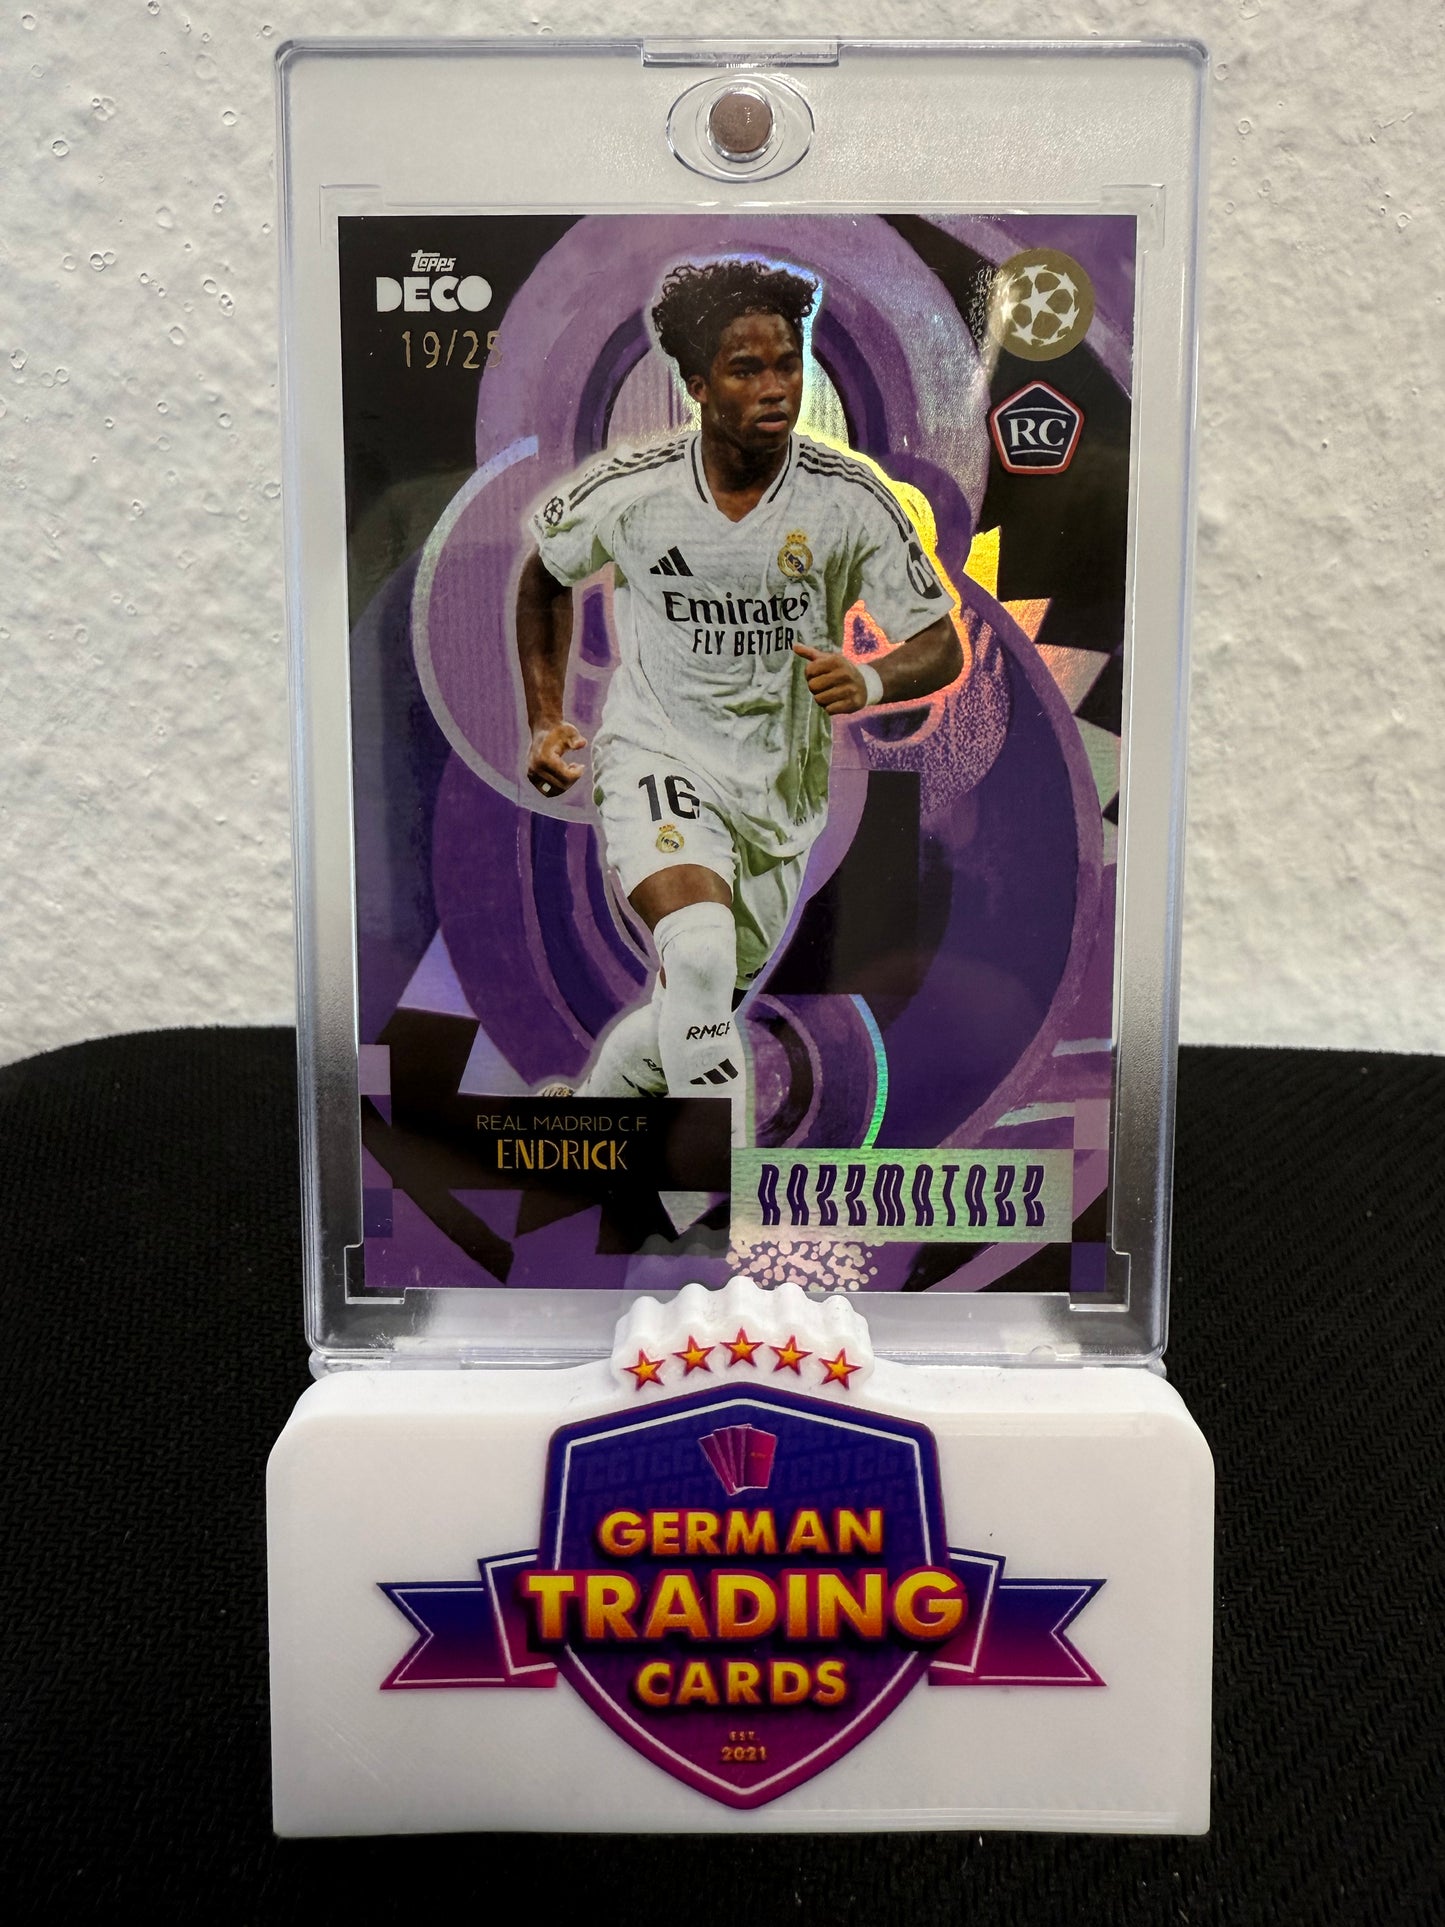 topps
DECO
19/25
RC
Emirates
FLY BETTER
16
RMCF
REAL MADRID C.F.
ENDRICK
RAZZMATAZZ
GERMAN
TRADING
CARDS
EST.
2021